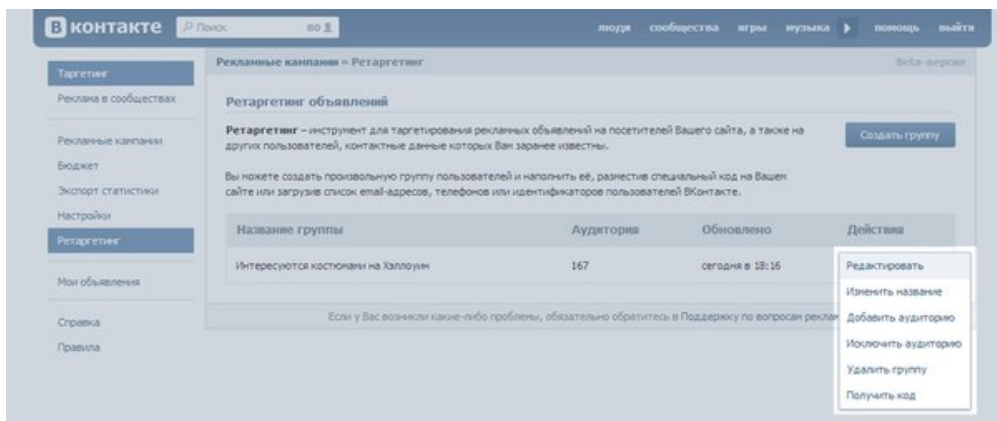 В контакте
Поиск
люди сообщества игры музыка помощь выйти
Таргетинг
Реклама в сообществах
Рекламные кампании
Бюджет
Экспорт статистики
Настройки
Ретаргетинг
Мои объявления
Справка
Правила
Рекламные кампании » Ретаргетинг
Beta-версия
Ретаргетинг объявлений
Ретаргетинг – инструмент для таргетирования рекламных объявлений на посетителей Вашего сайта, а также на
других пользователей, контактные данные которых Вам заранее известны.
Создать группу
Вы можете создать произвольную группу пользователей и наполнить её, разместив специальный код на Вашем
сайте или загрузив список email-адресов, телефонов или идентификаторов пользователей ВКонтакте.
Название группы Аудитория Обновлено Действия
Интересуются костюмами на Хэллоуин 167 сегодня в 18:16
Редактировать
Изменить название
Добавить аудиторию
Исключить аудиторию
Удалить группу
Получить код
Если у Вас возникли какие-либо проблемы, обязательно обратитесь в Поддержку по вопросам реклам